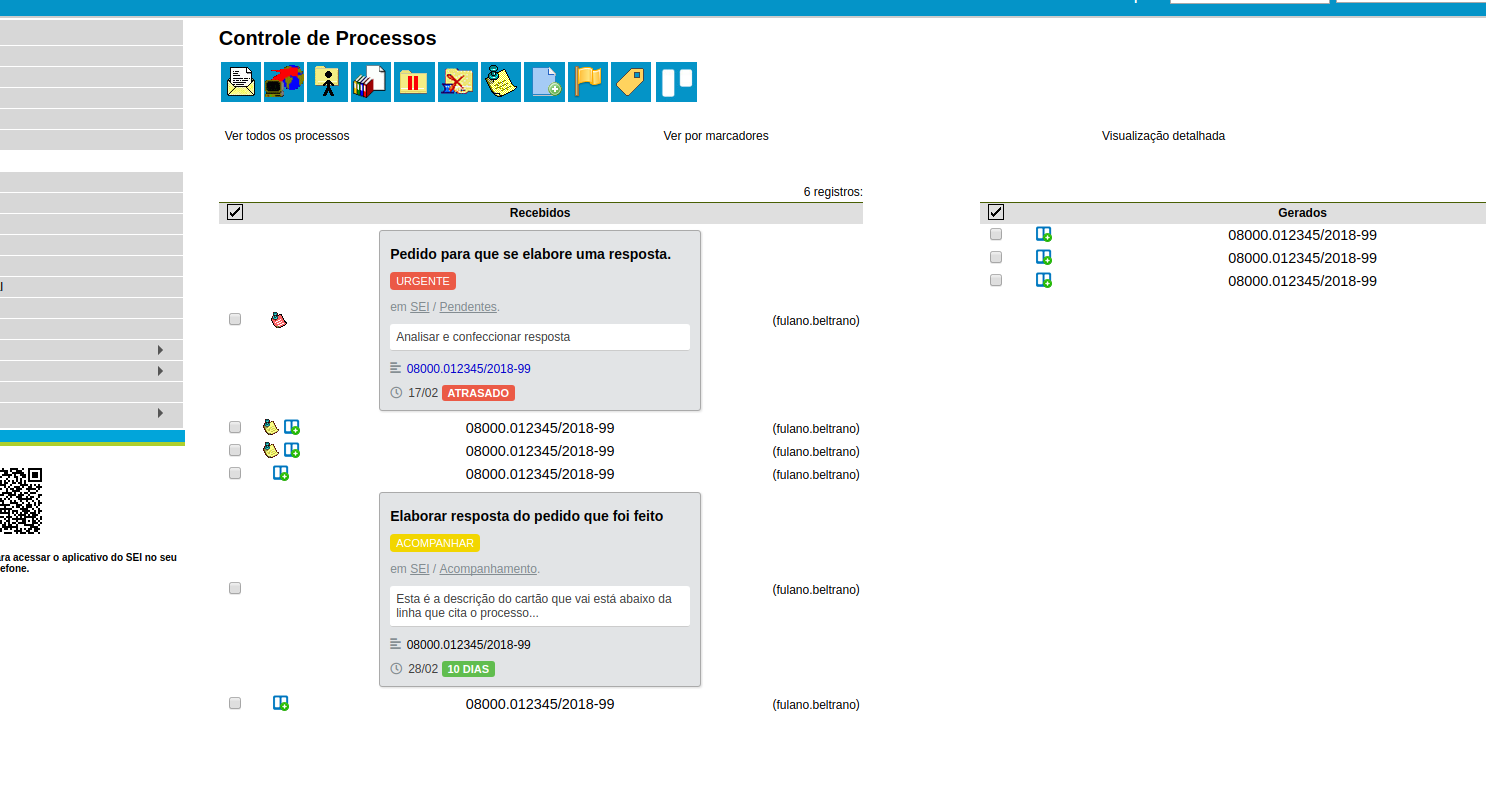 Controle de Processos
Ver todos os processos
Ver por marcadores
Visualização detalhada
6 registros:
Recebidos
Pedido para que se elabore uma resposta.
URGENTE
em SEI / Pendentes.
Analisar e confeccionar resposta
08000.012345/2018-99
17/02 ATRASADO
(fulano.beltrano)
08000.012345/2018-99 (fulano.beltrano)
08000.012345/2018-99 (fulano.beltrano)
08000.012345/2018-99 (fulano.beltrano)
Elaborar resposta do pedido que foi feito
ACOMPANHAR
em SEI / Acompanhamento.
Esta é a descrição do cartão que vai está abaixo da
linha que cita o processo...
08000.012345/2018-99
28/02 10 DIAS
(fulano.beltrano)
08000.012345/2018-99 (fulano.beltrano)
Gerados
08000.012345/2018-99
08000.012345/2018-99
08000.012345/2018-99
acessar o aplicativo do SEI no seu